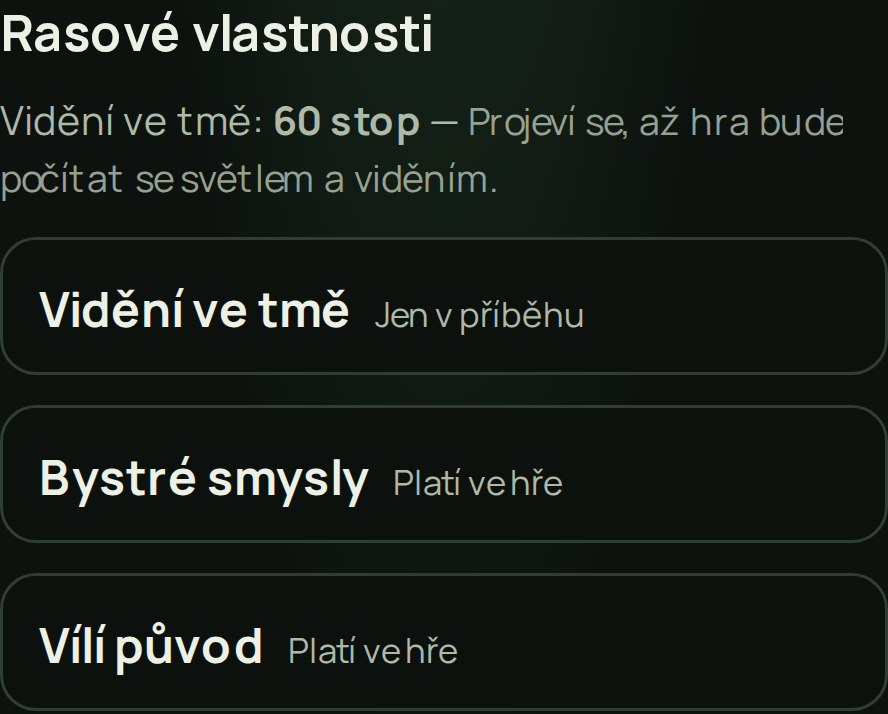 Rasové vlastnosti
Vidění ve tmě: 60 stop — Projeví se, až hra bude
počítat se světlem a viděním.
Vidění ve tmě Jen v příběhu
Bystré smysly Platí ve hře
Vílí původ Platí ve hře